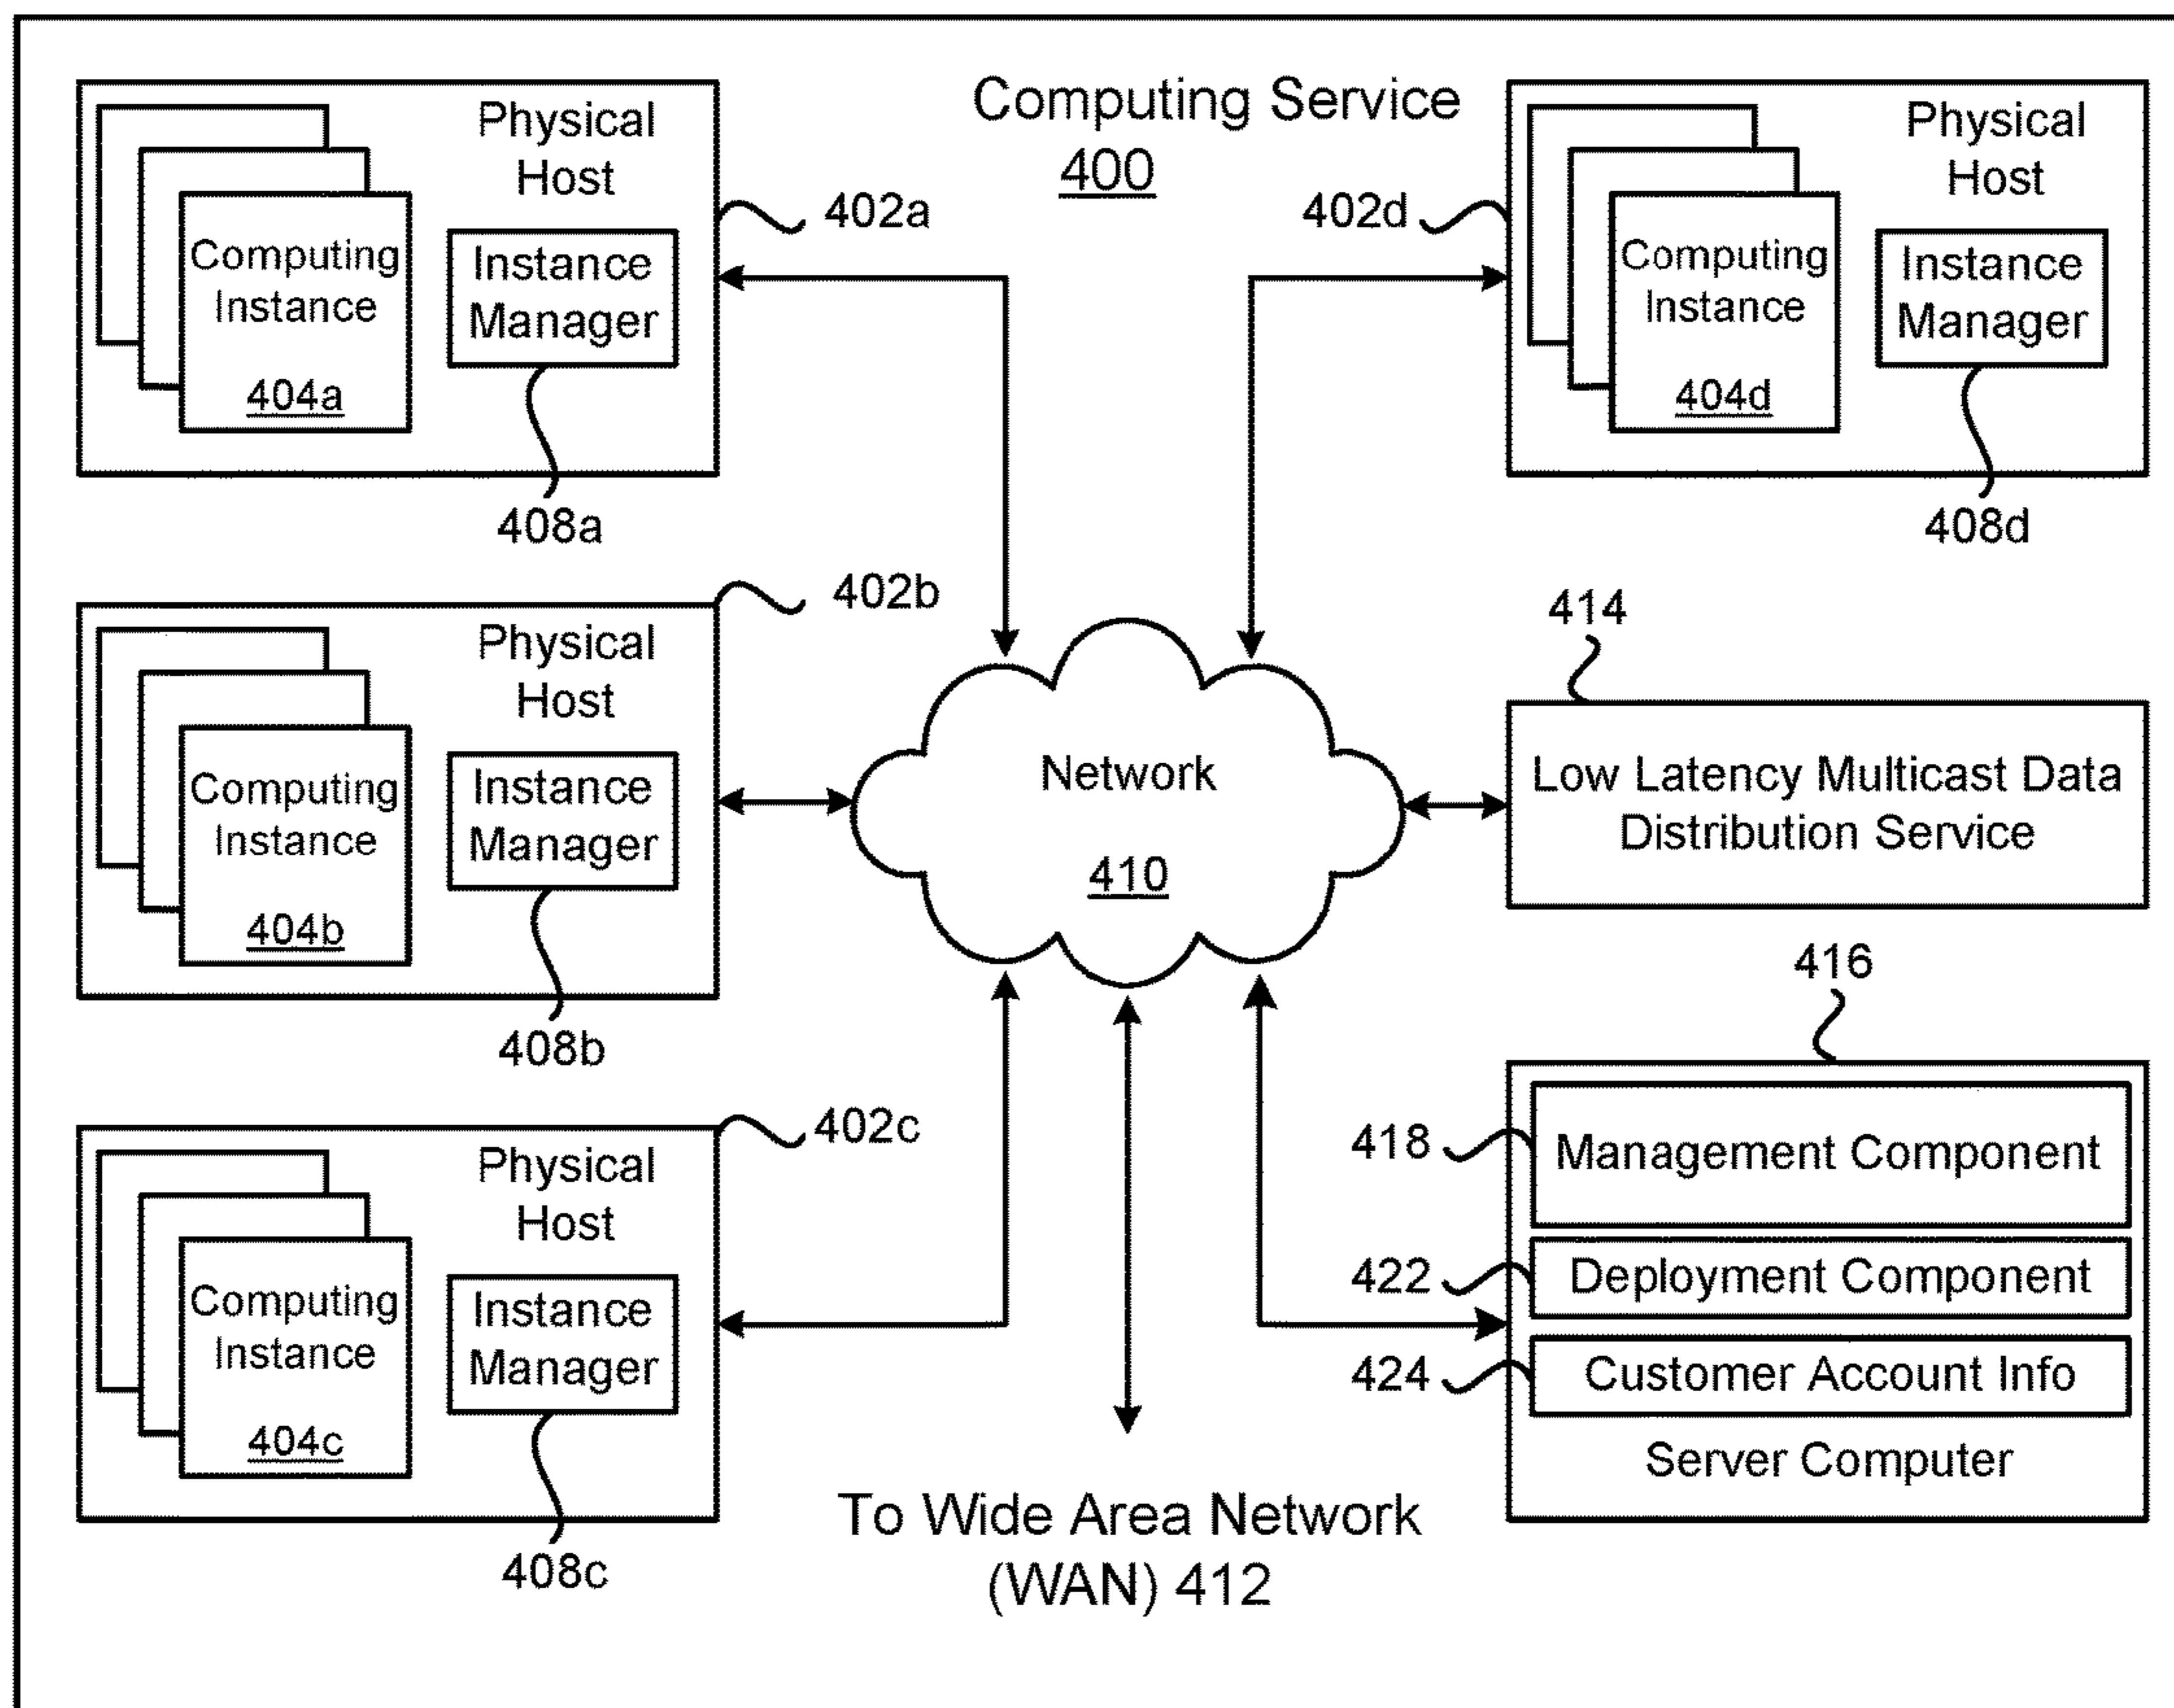 Computing Service
400
Physical
Host
Computing
Instance
404a
Instance
Manager
402a
408a
Physical
Host
Computing
Instance
404d
Instance
Manager
402d
408d
Physical
Host
Computing
Instance
404b
Instance
Manager
402b
408b
Network
410
414
Low Latency Multicast Data
Distribution Service
Physical
Host
Computing
Instance
404c
Instance
Manager
402c
408c
416
418
Management Component
422
Deployment Component
424
Customer Account Info
Server Computer
To Wide Area Network
(WAN) 412